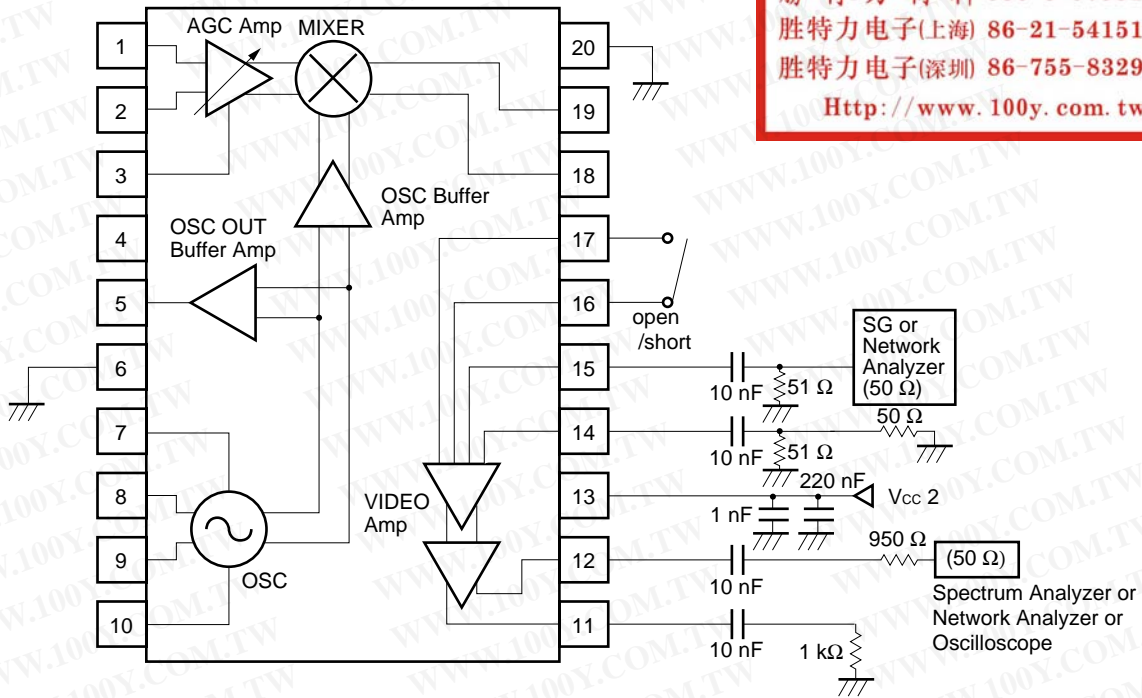 胜特力电子(上海) 86-21-54151
胜特力电子(深圳) 86-755-8329
Http://www.100y.com.tw
AGC Amp
MIXER
1
2
3
4
5
6
7
8
9
10
20
19
18
17
16
15
14
13
12
11
OSC Buffer
Amp
OSC OUT
Buffer Amp
OSC
VIDEO
Amp
open
/short
10 nF
51 Ω
SG or
Network
Analyzer
(50 Ω)
10 nF
51 Ω
50 Ω
1 nF
220 nF
Vcc 2
10 nF
950 Ω
(50 Ω)
Spectrum Analyzer or
Network Analyzer or
Oscilloscope
10 nF
1 kΩ
WWW.100Y.COM.TW